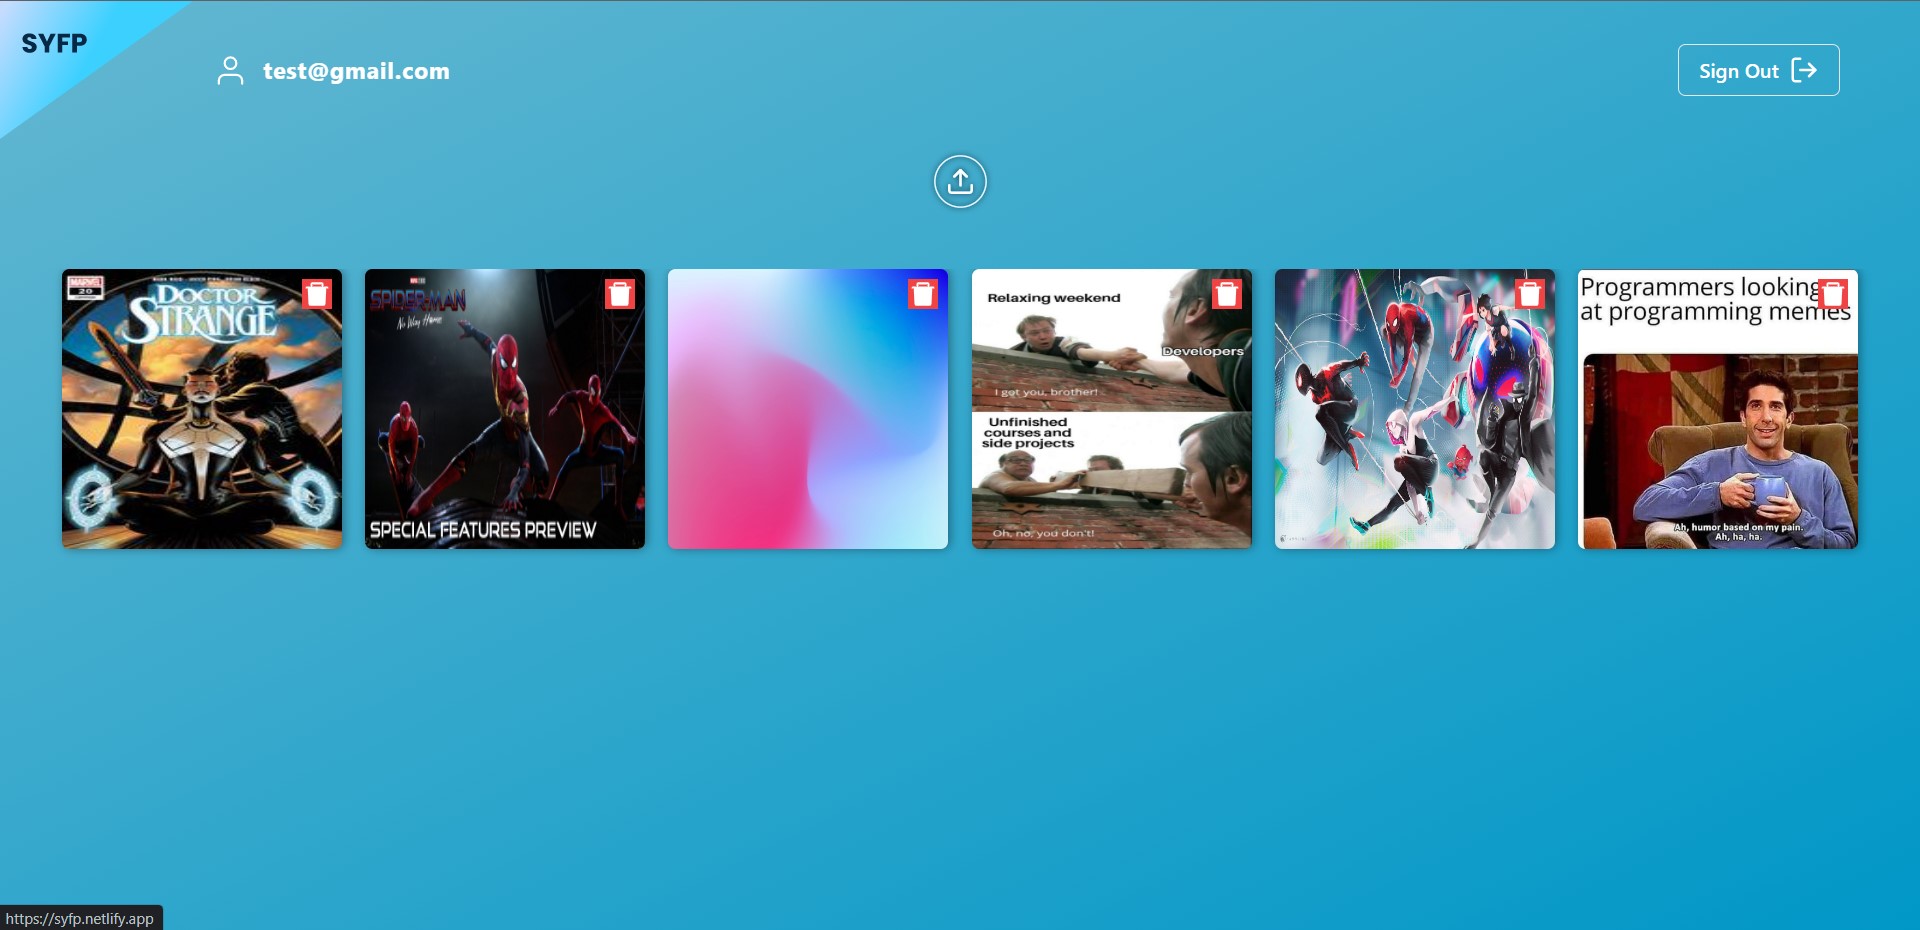 SYFP
test@gmail.com
Sign Out
MARVEL
20
DOCTOR
STRANGE
SPIDER-MAN
No Way Home
SPECIAL FEATURES PREVIEW
Relaxing weekend
Developers
I got you, brother!
Unfinished
courses and
side projects
Oh, no, you don't!
Programmers looking
at programming memes
Ah, humor based on my pain.
Ah, ha, ha.
https://syfp.netlify.app